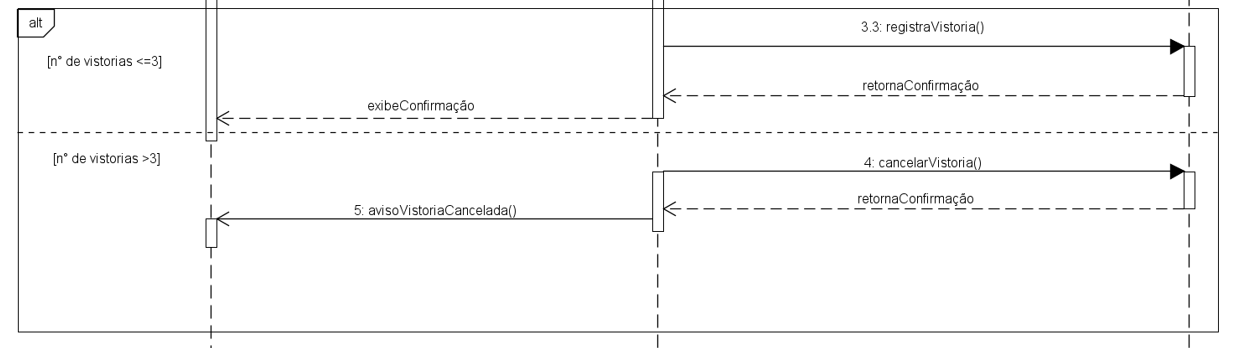 alt
3.3: registraVistoria()
[n° de vistorias <=3]
retornaConfirmação
exibeConfirmação
[n° de vistorias >3]
4: cancelarVistoria()
retornaConfirmação
5: avisoVistoriaCancelada()